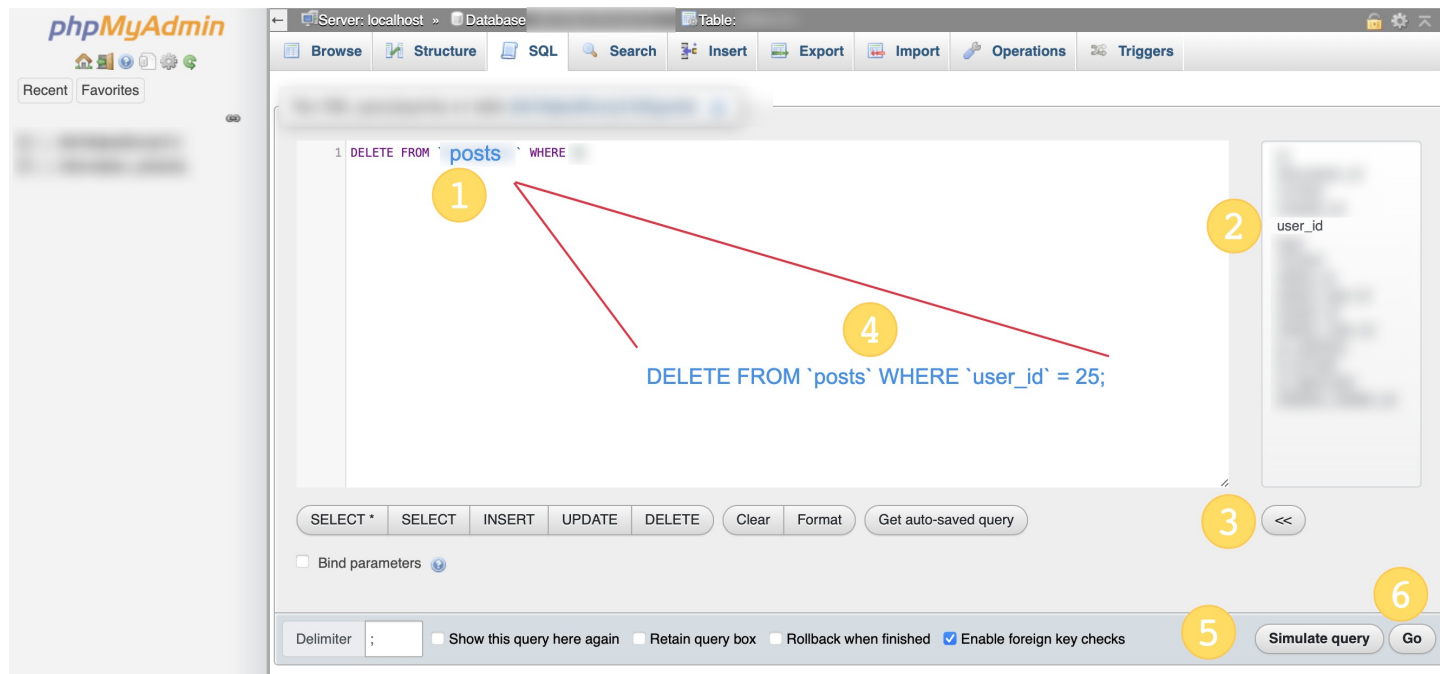 phpMyAdmin
Recent Favorites
← Server: localhost » Database Table:
Browse Structure SQL Search Insert Export Import Operations Triggers
1 DELETE FROM ` posts ` WHERE
1
2
user_id
4
DELETE FROM `posts` WHERE `user_id` = 25;
SELECT * SELECT INSERT UPDATE DELETE Clear Format Get auto-saved query
3
<<
Bind parameters
6
Delimiter ; Show this query here again Retain query box Rollback when finished Enable foreign key checks
5
Simulate query Go